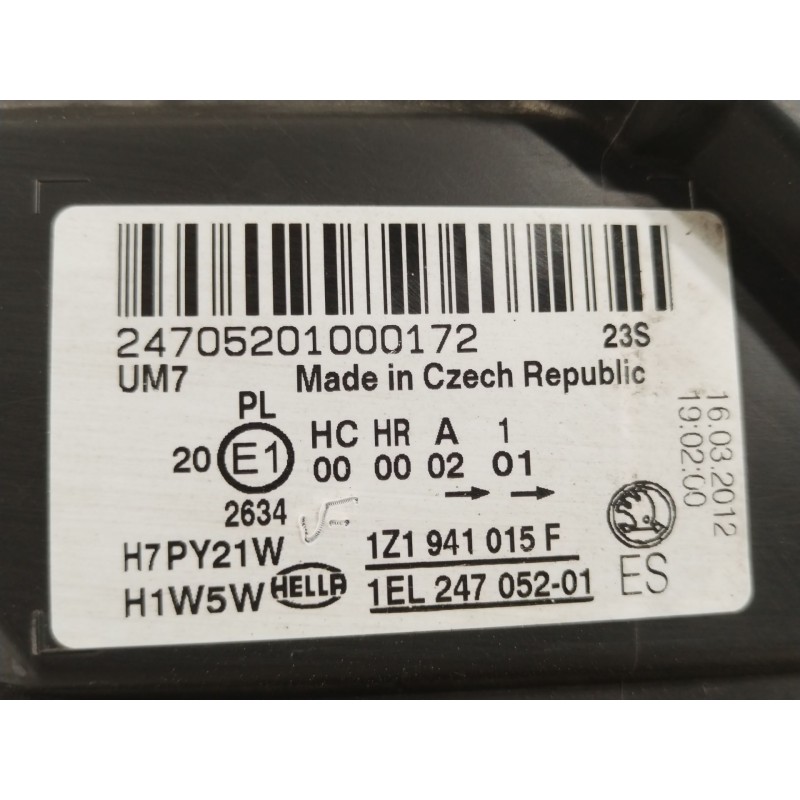 24705201000172 23S
UM7 Made in Czech Republic
PL
20 E1 HC HR A 1
00 00 02 01
2634
H7PY21W 1Z1 941 015 F
H1W5W HELLA 1EL 247 052-01
ES
16.03.2012
19:02:00